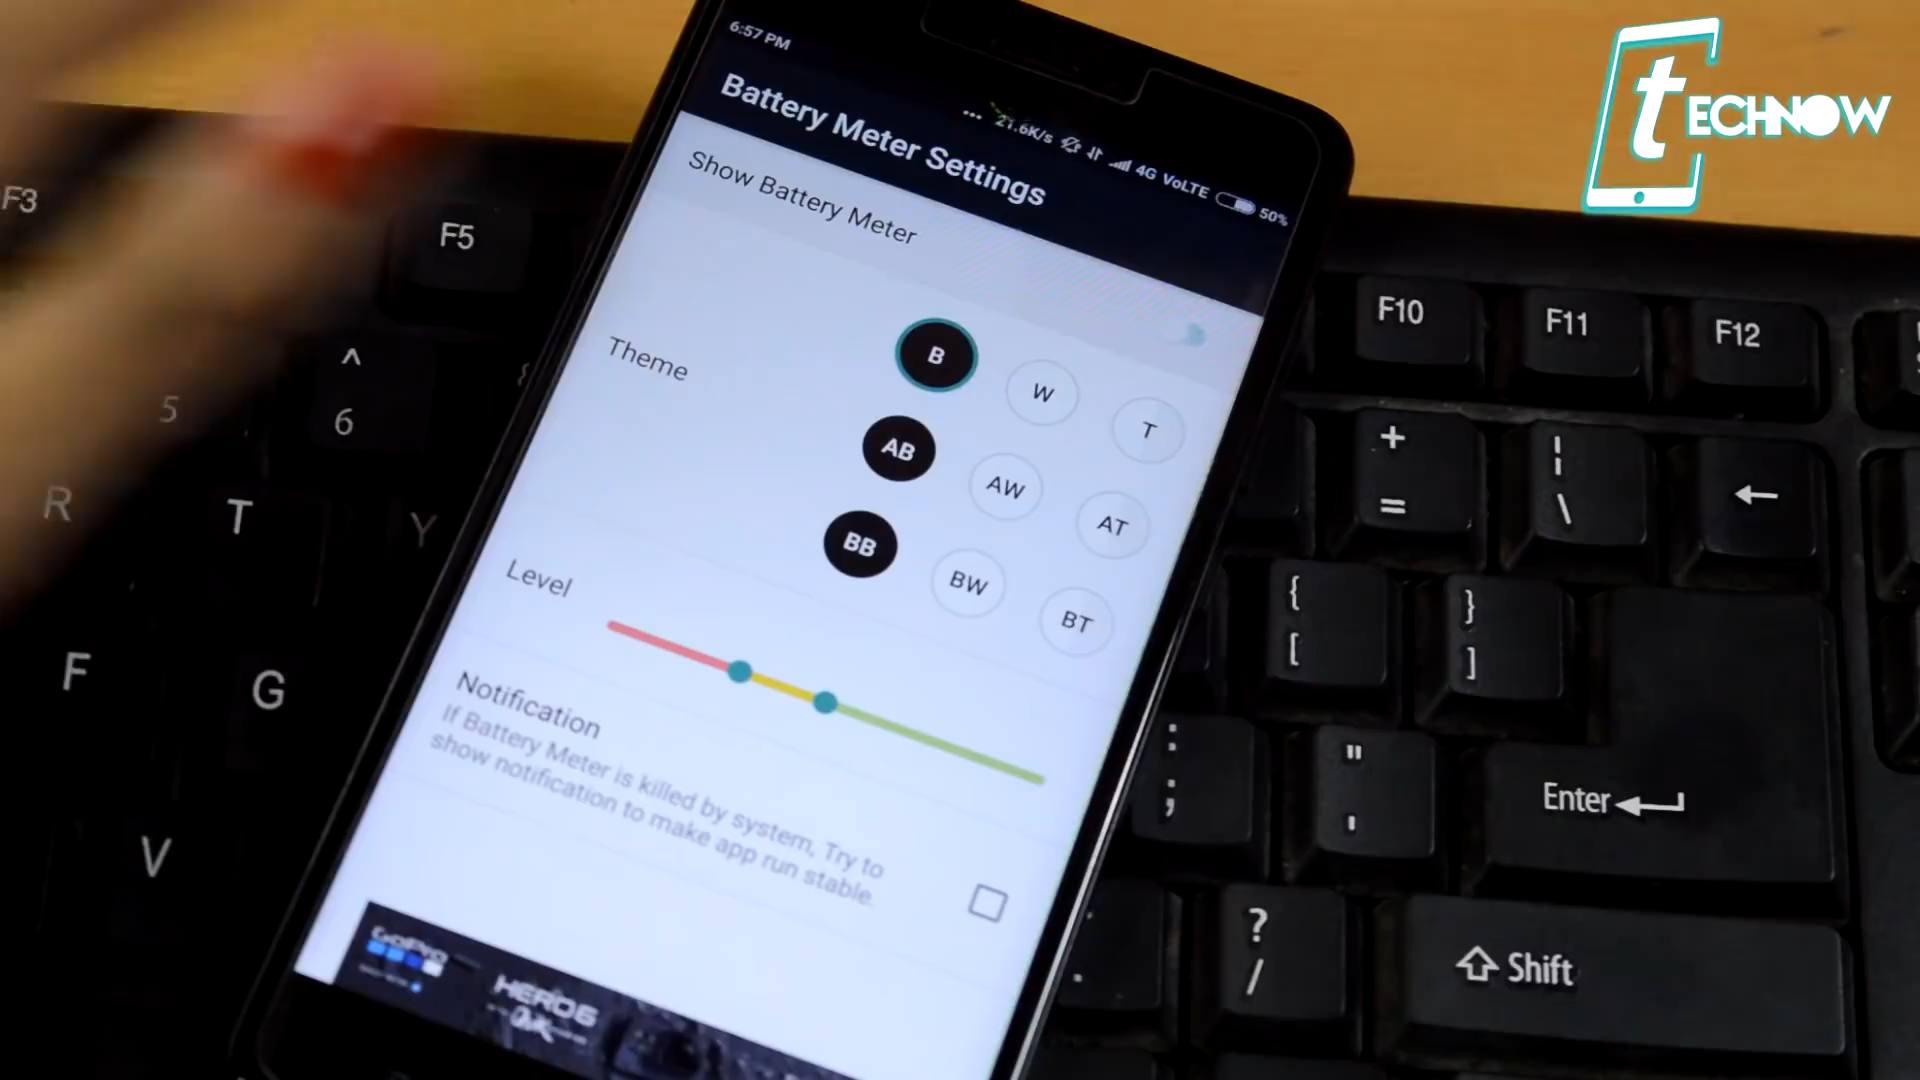 6:57 PM
... 21.6K/s 4G VoLTE 50%
Battery Meter Settings
Show Battery Meter
Theme
B W T
AB AW AT
BB BW BT
Level
Notification
If Battery Meter is killed by system, Try to
show notification to make app run stable.
GoPro
HERO6
tECHNOW
F3
F5
F10
F11
F12
5
^
6
+
=
¦
\
←
R
T
Y
{
[
}
]
F
G
:
;
"
'
Enter
V
.
?
/
Shift